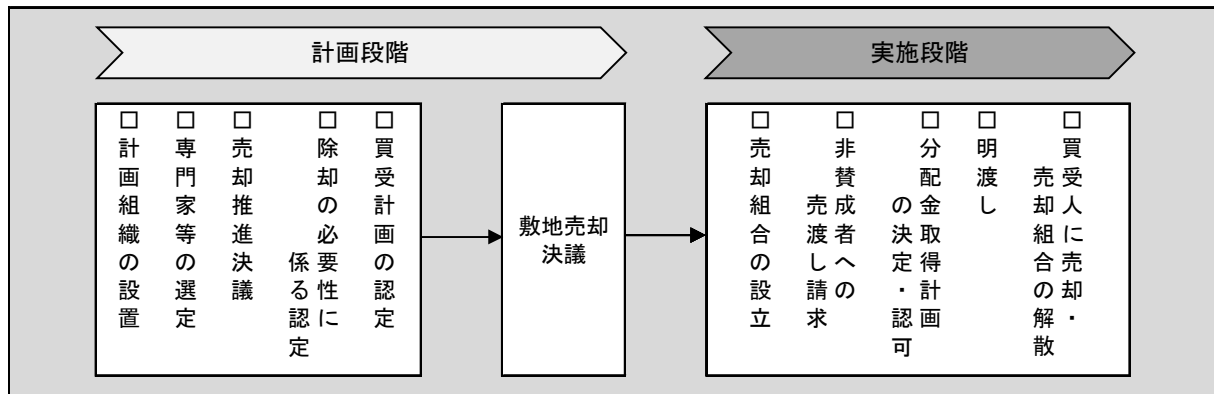 計画段階
実施段階
□計画組織の設置
□専門家等の選定
□売却推進決議
□除却の必要性に
係る認定
□買受計画の認定
敷地売却
決議
□売却組合の設立
□非賛成者への
売渡し請求
□分配金取得計画
の決定・認可
□明渡し
□買受人に売却・
売却組合の解散